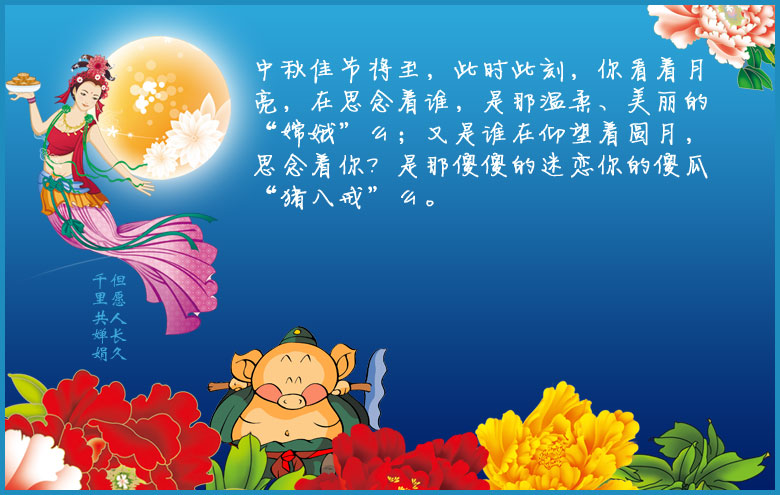 中秋佳节将至，此时此刻，你看着月
亮，在思念着谁，是那温柔、美丽的
“嫦娥”么；又是谁在仰望着圆月，
思念着你？是那傻傻的迷恋你的傻瓜
“猪八戒”么。
但愿人长久
千里共婵娟